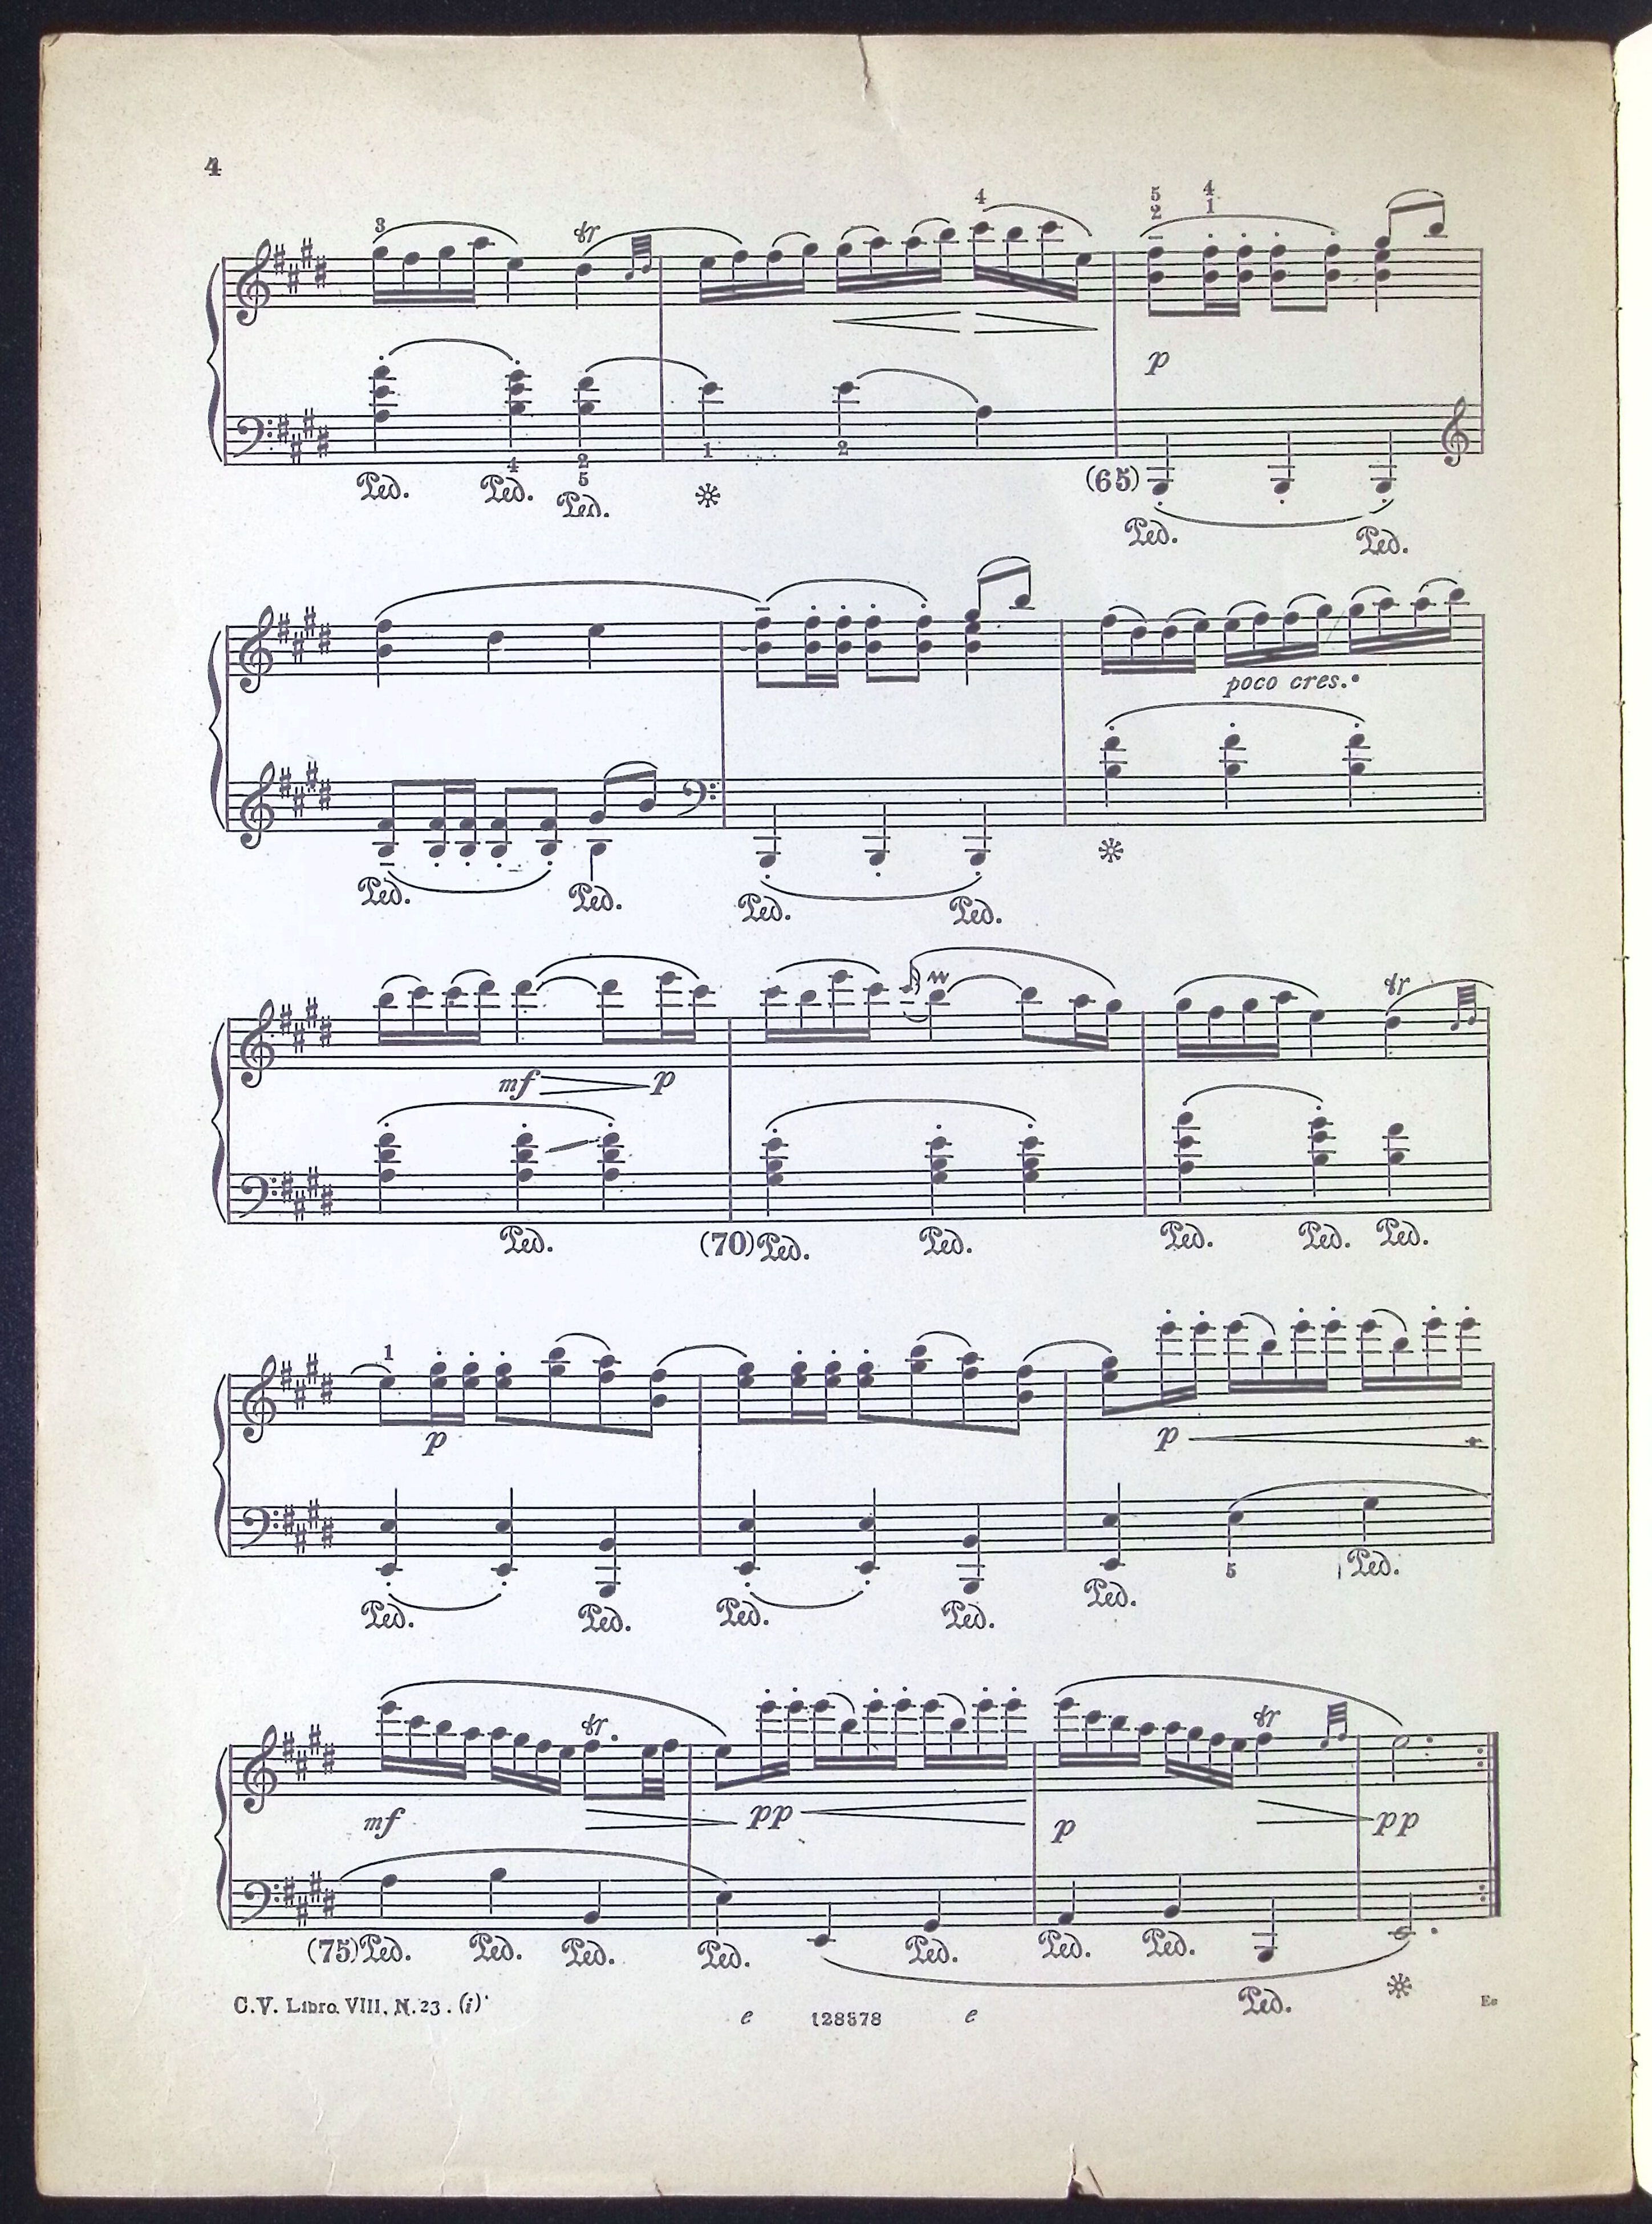 4
3 tr 4 5 2 4 1
p
4 2 5 1 2
(65)
Ped. Ped. Ped. Ped. Ped.
poco cres.
Ped. Ped. Ped. Ped.
tr
mf p
Ped. (70) Ped. Ped. Ped. Ped. Ped.
1
p p
5
Ped. Ped. Ped. Ped. Ped. Ped.
tr. tr
mf pp p pp
(75) Ped. Ped. Ped. Ped. Ped. Ped. Ped.
Ped.
C.V. Libro. VIII, N. 23. (i)
e 128578 e